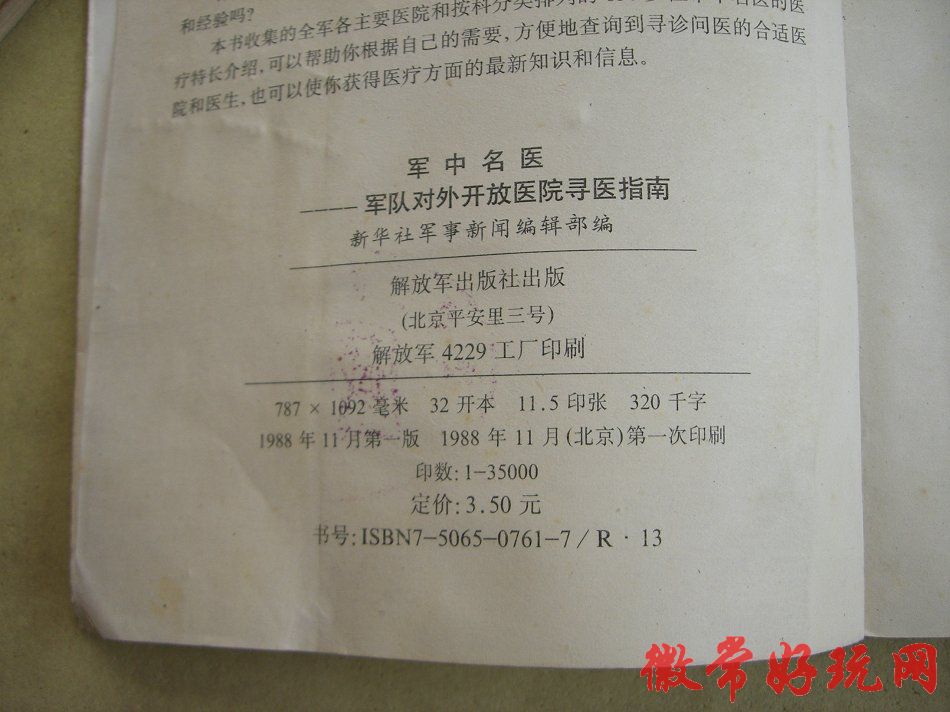 和经验吗?
本书收集的全军各主要医院和按科分类排列的
疗特长介绍,可以帮助你根据自己的需要,方便地查询到寻诊问医的合适医
院和医生,也可以使你获得医疗方面的最新知识和信息。
军中名医
——军队对外开放医院寻医指南
新华社军事新闻编辑部编
解放军出版社出版
(北京平安里三号)
解放军4229工厂印刷
787×1092毫米 32开本 11.5印张 320千字
1988年11月第一版 1988年11月(北京)第一次印刷
印数:1-35000
定价:3.50元
书号:ISBN7-5065-0761-7/R·13
徽常好玩网